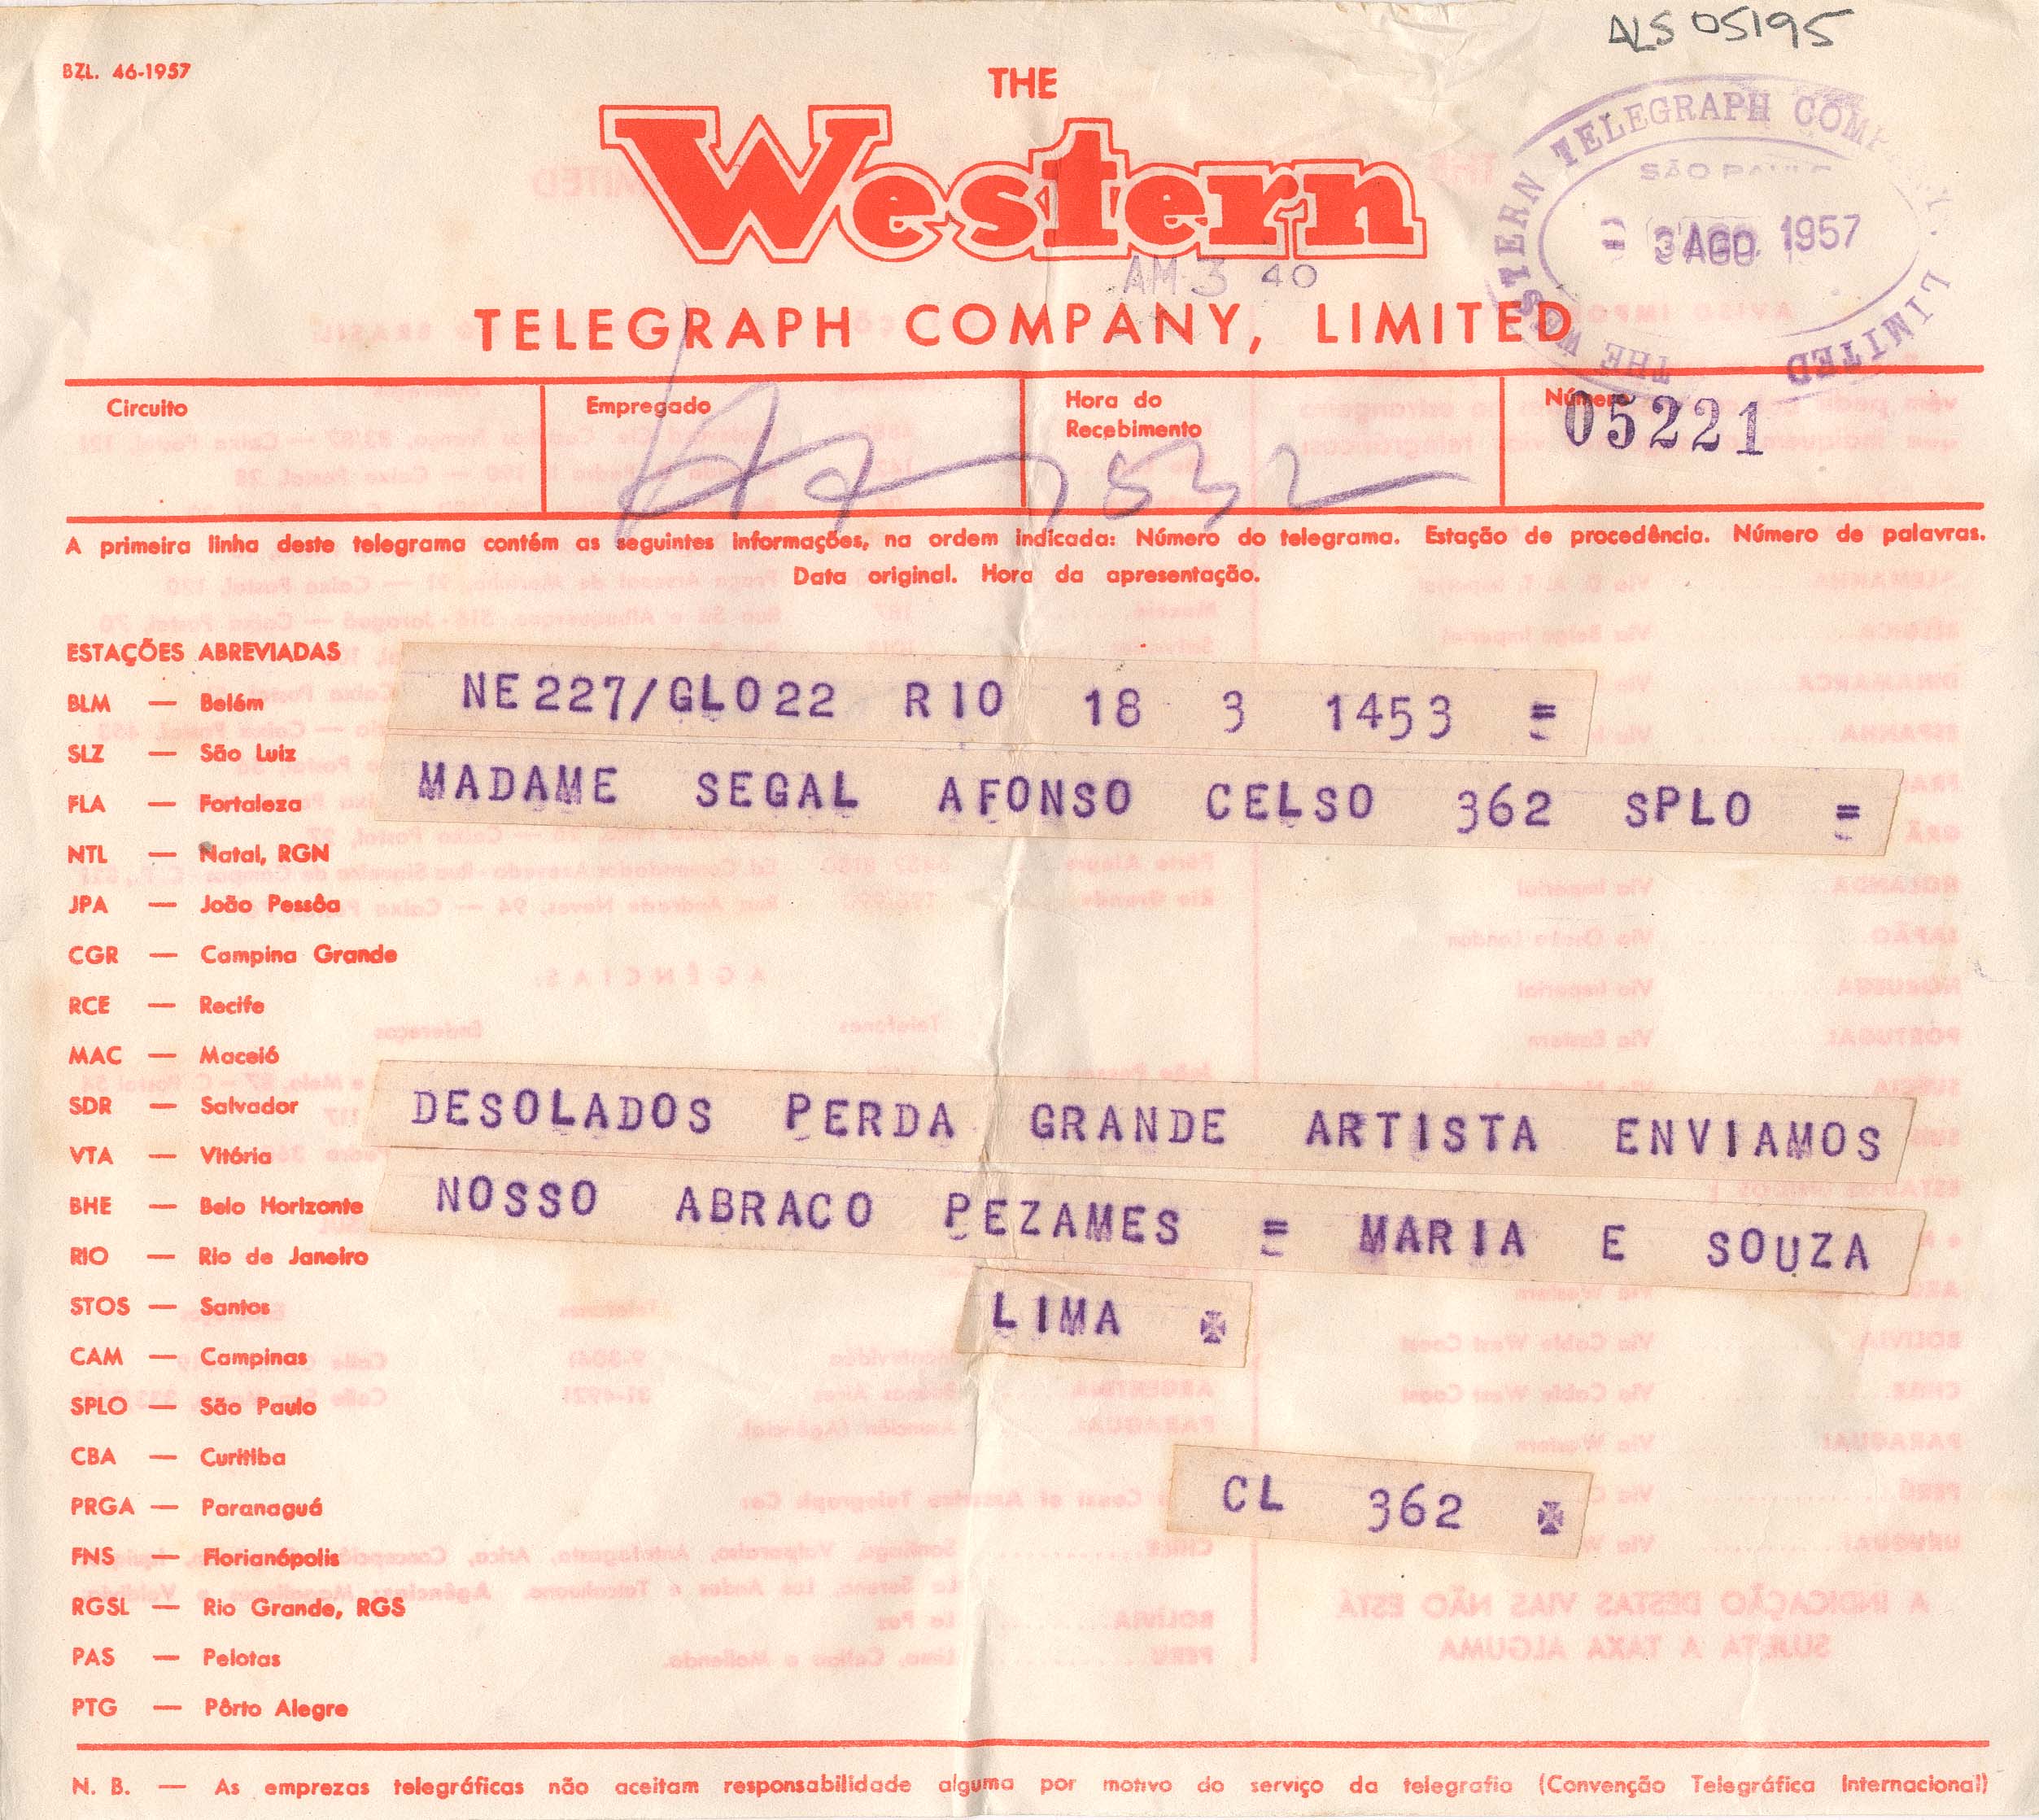 ALS 05195
BZL. 46-1957
THE
Western
TELEGRAPH COMPANY, LIMITED
THE WESTERN TELEGRAPH COMPANY, LIMITED
SÃO PAULO
3 AGO 1957
AM 3 40
Circuito
Empregado
Hora do
Recebimento
Número
05221
A primeira linha deste telegrama contém as seguintes informações, na ordem indicada: Número do telegrama. Estação de procedência. Número de palavras.
Data original. Hora da apresentação.
ESTAÇÕES ABREVIADAS
NE227/GLO22 RIO 18 3 1453 =
BLM — Belém
SLZ — São Luiz
MADAME SEGAL AFONSO CELSO 362 SPLO =
FLA — Fortaleza
NTL — Natal, RGN
JPA — João Pessôa
CGR — Campina Grande
RCE — Recife
MAC — Maceió
SDR — Salvador
DESOLADOS PERDA GRANDE ARTISTA ENVIAMOS
VTA — Vitória
BHE — Belo Horizonte
NOSSO ABRACO PEZAMES = MARIA E SOUZA
RIO — Rio de Janeiro
STOS — Santos
LIMA
CAM — Campinas
SPLO — São Paulo
CBA — Curitiba
PRGA — Paranaguá
CL 362
FNS — Florianópolis
RGSL — Rio Grande, RGS
PAS — Pelotas
PTG — Pôrto Alegre
N. B. — As emprezas telegráficas não aceitam responsabilidade alguma por motivo do serviço da telegrafia (Convenção Telegráfica Internacional)